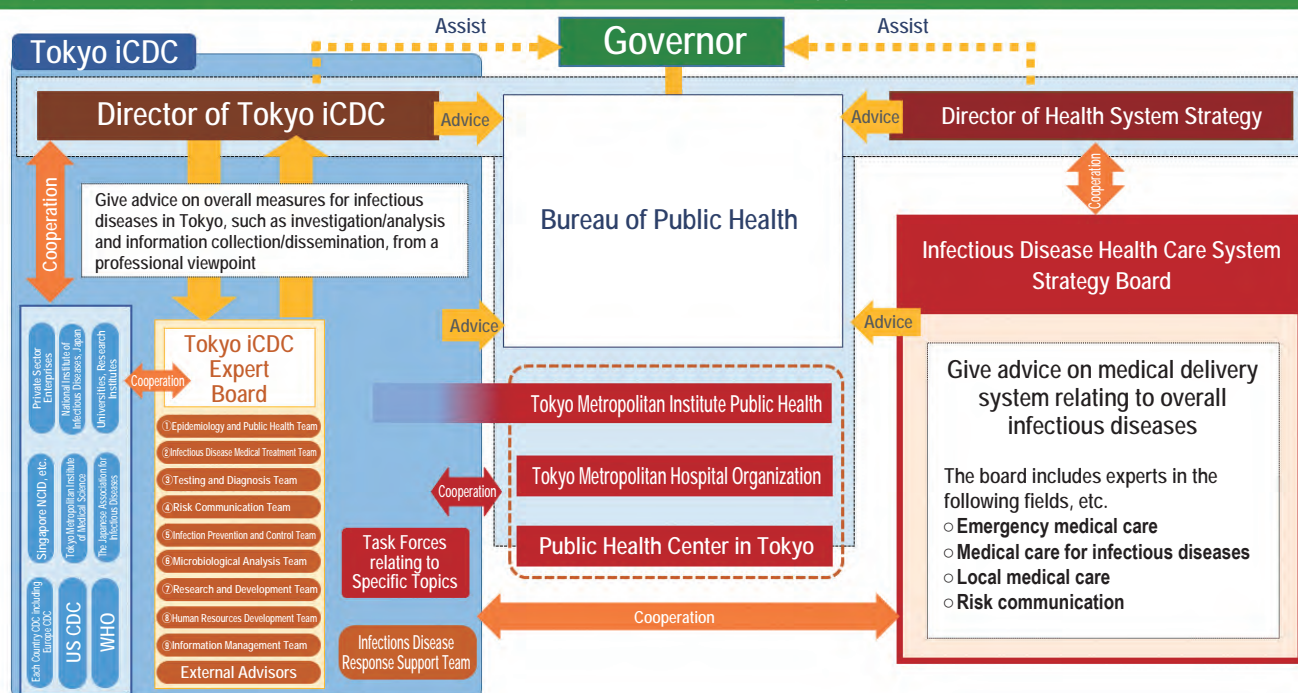 Assist
Governor
Assist
Tokyo iCDC
Director of Tokyo iCDC
Advice
Advice
Director of Health System Strategy
Cooperation
Give advice on overall measures for infectious
diseases in Tokyo, such as investigation/analysis
and information collection/dissemination, from a
professional viewpoint
Bureau of Public Health
Cooperation
Infectious Disease Health Care System
Strategy Board
Advice
Advice
Private Sector
Enterprises
National Institute of
Infectious Diseases, Japan
Universities, Research
Institutes
Singapore NCID, etc.
Tokyo Metropolitan Institute
of Medical Science
The Japanese Association for
Infectious Diseases
Each Country CDC including
Europe CDC
US CDC
WHO
Cooperation
Tokyo iCDC
Expert
Board
①Epidemiology and Public Health Team
②Infectious Disease Medical Treatment Team
③Testing and Diagnosis Team
④Risk Communication Team
⑤Infection Prevention and Control Team
⑥Microbiological Analysis Team
⑦Research and Development Team
⑧Human Resources Development Team
⑨Information Management Team
External Advisors
Tokyo Metropolitan Institute Public Health
Tokyo Metropolitan Hospital Organization
Public Health Center in Tokyo
Cooperation
Task Forces
relating to
Specific Topics
Infections Disease
Response Support Team
Cooperation
Give advice on medical delivery
system relating to overall
infectious diseases
The board includes experts in the
following fields, etc.
○Emergency medical care
○Medical care for infectious diseases
○Local medical care
○Risk communication